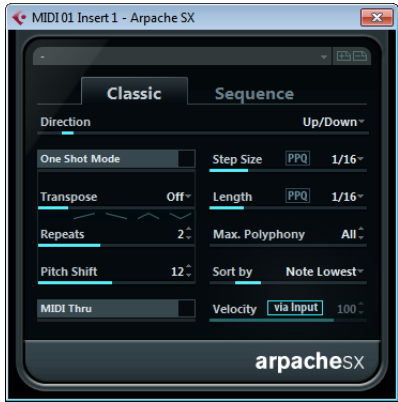 MIDI 01 Insert 1 - Arpache SX
-
Classic Sequence
Direction Up/Down
One Shot Mode Step Size PPQ 1/16
Transpose Off Length PPQ 1/16
Repeats 2 Max. Polyphony All
Pitch Shift 12 Sort by Note Lowest
MIDI Thru Velocity via Input 100
arpacheSX